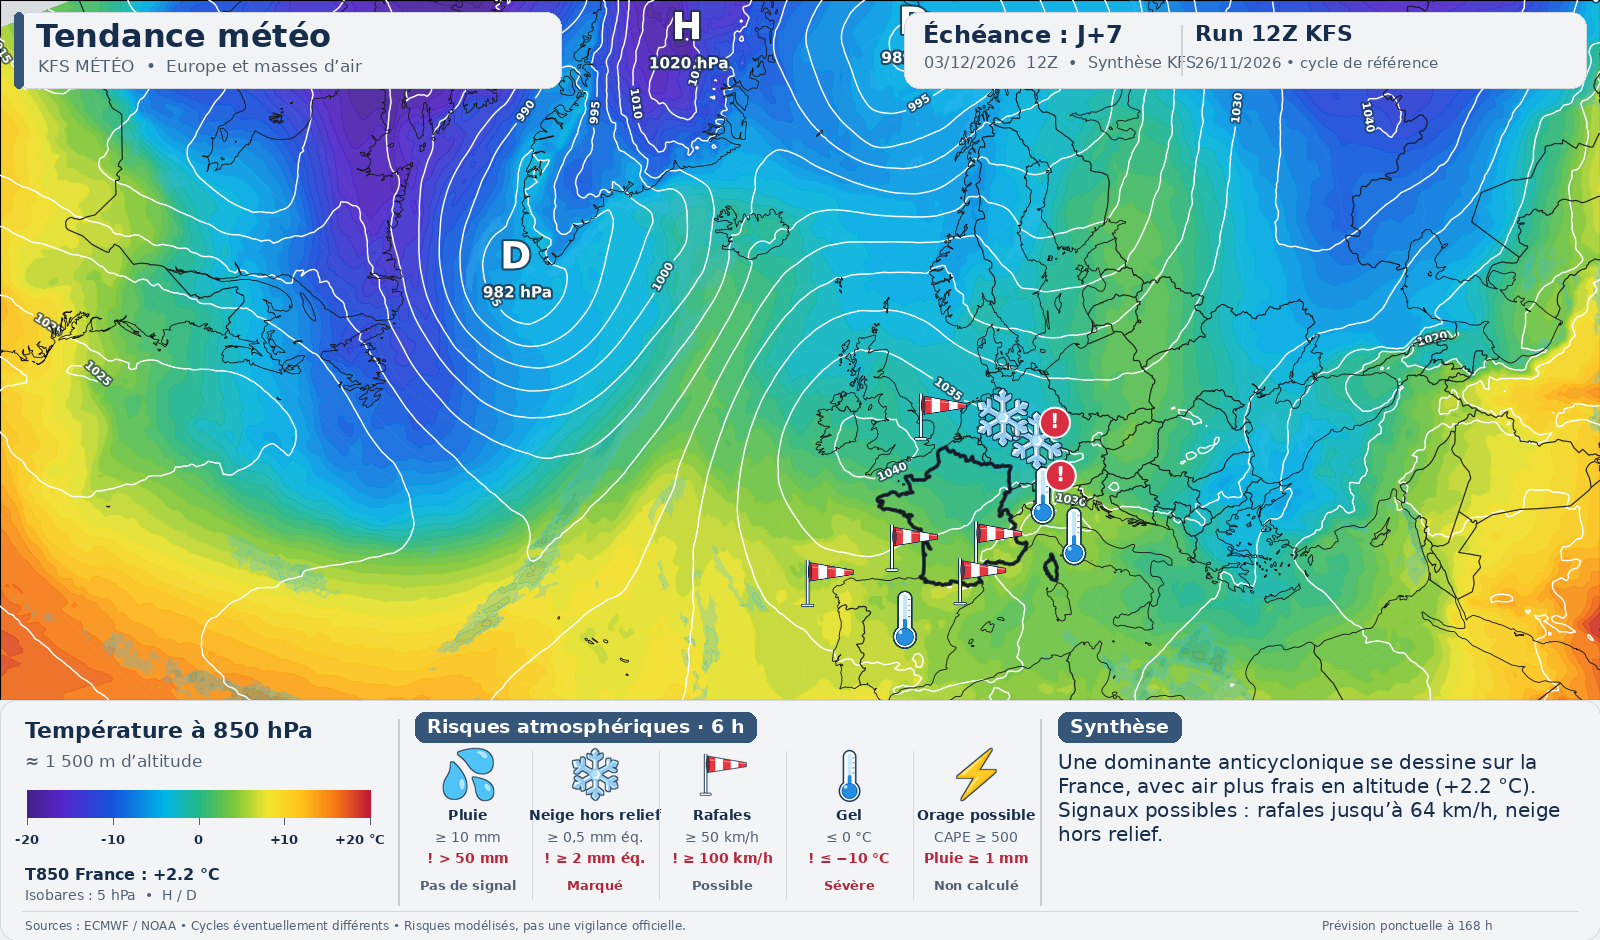 Tendance météo
KFS MÉTÉO • Europe et masses d’air
Échéance : J+7
03/12/2026 12Z • Synthèse KFS
Run 12Z KFS
26/11/2026 • cycle de référence
H
1020 hPa
1010
990
995
995
1030
1040
D
982 hPa
1000
1025
1020
1035
1040
1030
!
!
Température à 850 hPa
≈ 1 500 m d’altitude
-20 -10 0 +10 +20 °C
T850 France : +2.2 °C
Isobares : 5 hPa • H / D
Risques atmosphériques · 6 h
Pluie
≥ 10 mm
! > 50 mm
Pas de signal
Neige hors relief
≥ 0,5 mm éq.
! ≥ 2 mm éq.
Marqué
Rafales
≥ 50 km/h
! ≥ 100 km/h
Possible
Gel
≤ 0 °C
! ≤ −10 °C
Sévère
Orage possible
CAPE ≥ 500
Pluie ≥ 1 mm
Non calculé
Synthèse
Une dominante anticyclonique se dessine sur la
France, avec air plus frais en altitude (+2.2 °C).
Signaux possibles : rafales jusqu’à 64 km/h, neige
hors relief.
Sources : ECMWF / NOAA • Cycles éventuellement différents • Risques modélisés, pas une vigilance officielle.
Prévision ponctuelle à 168 h